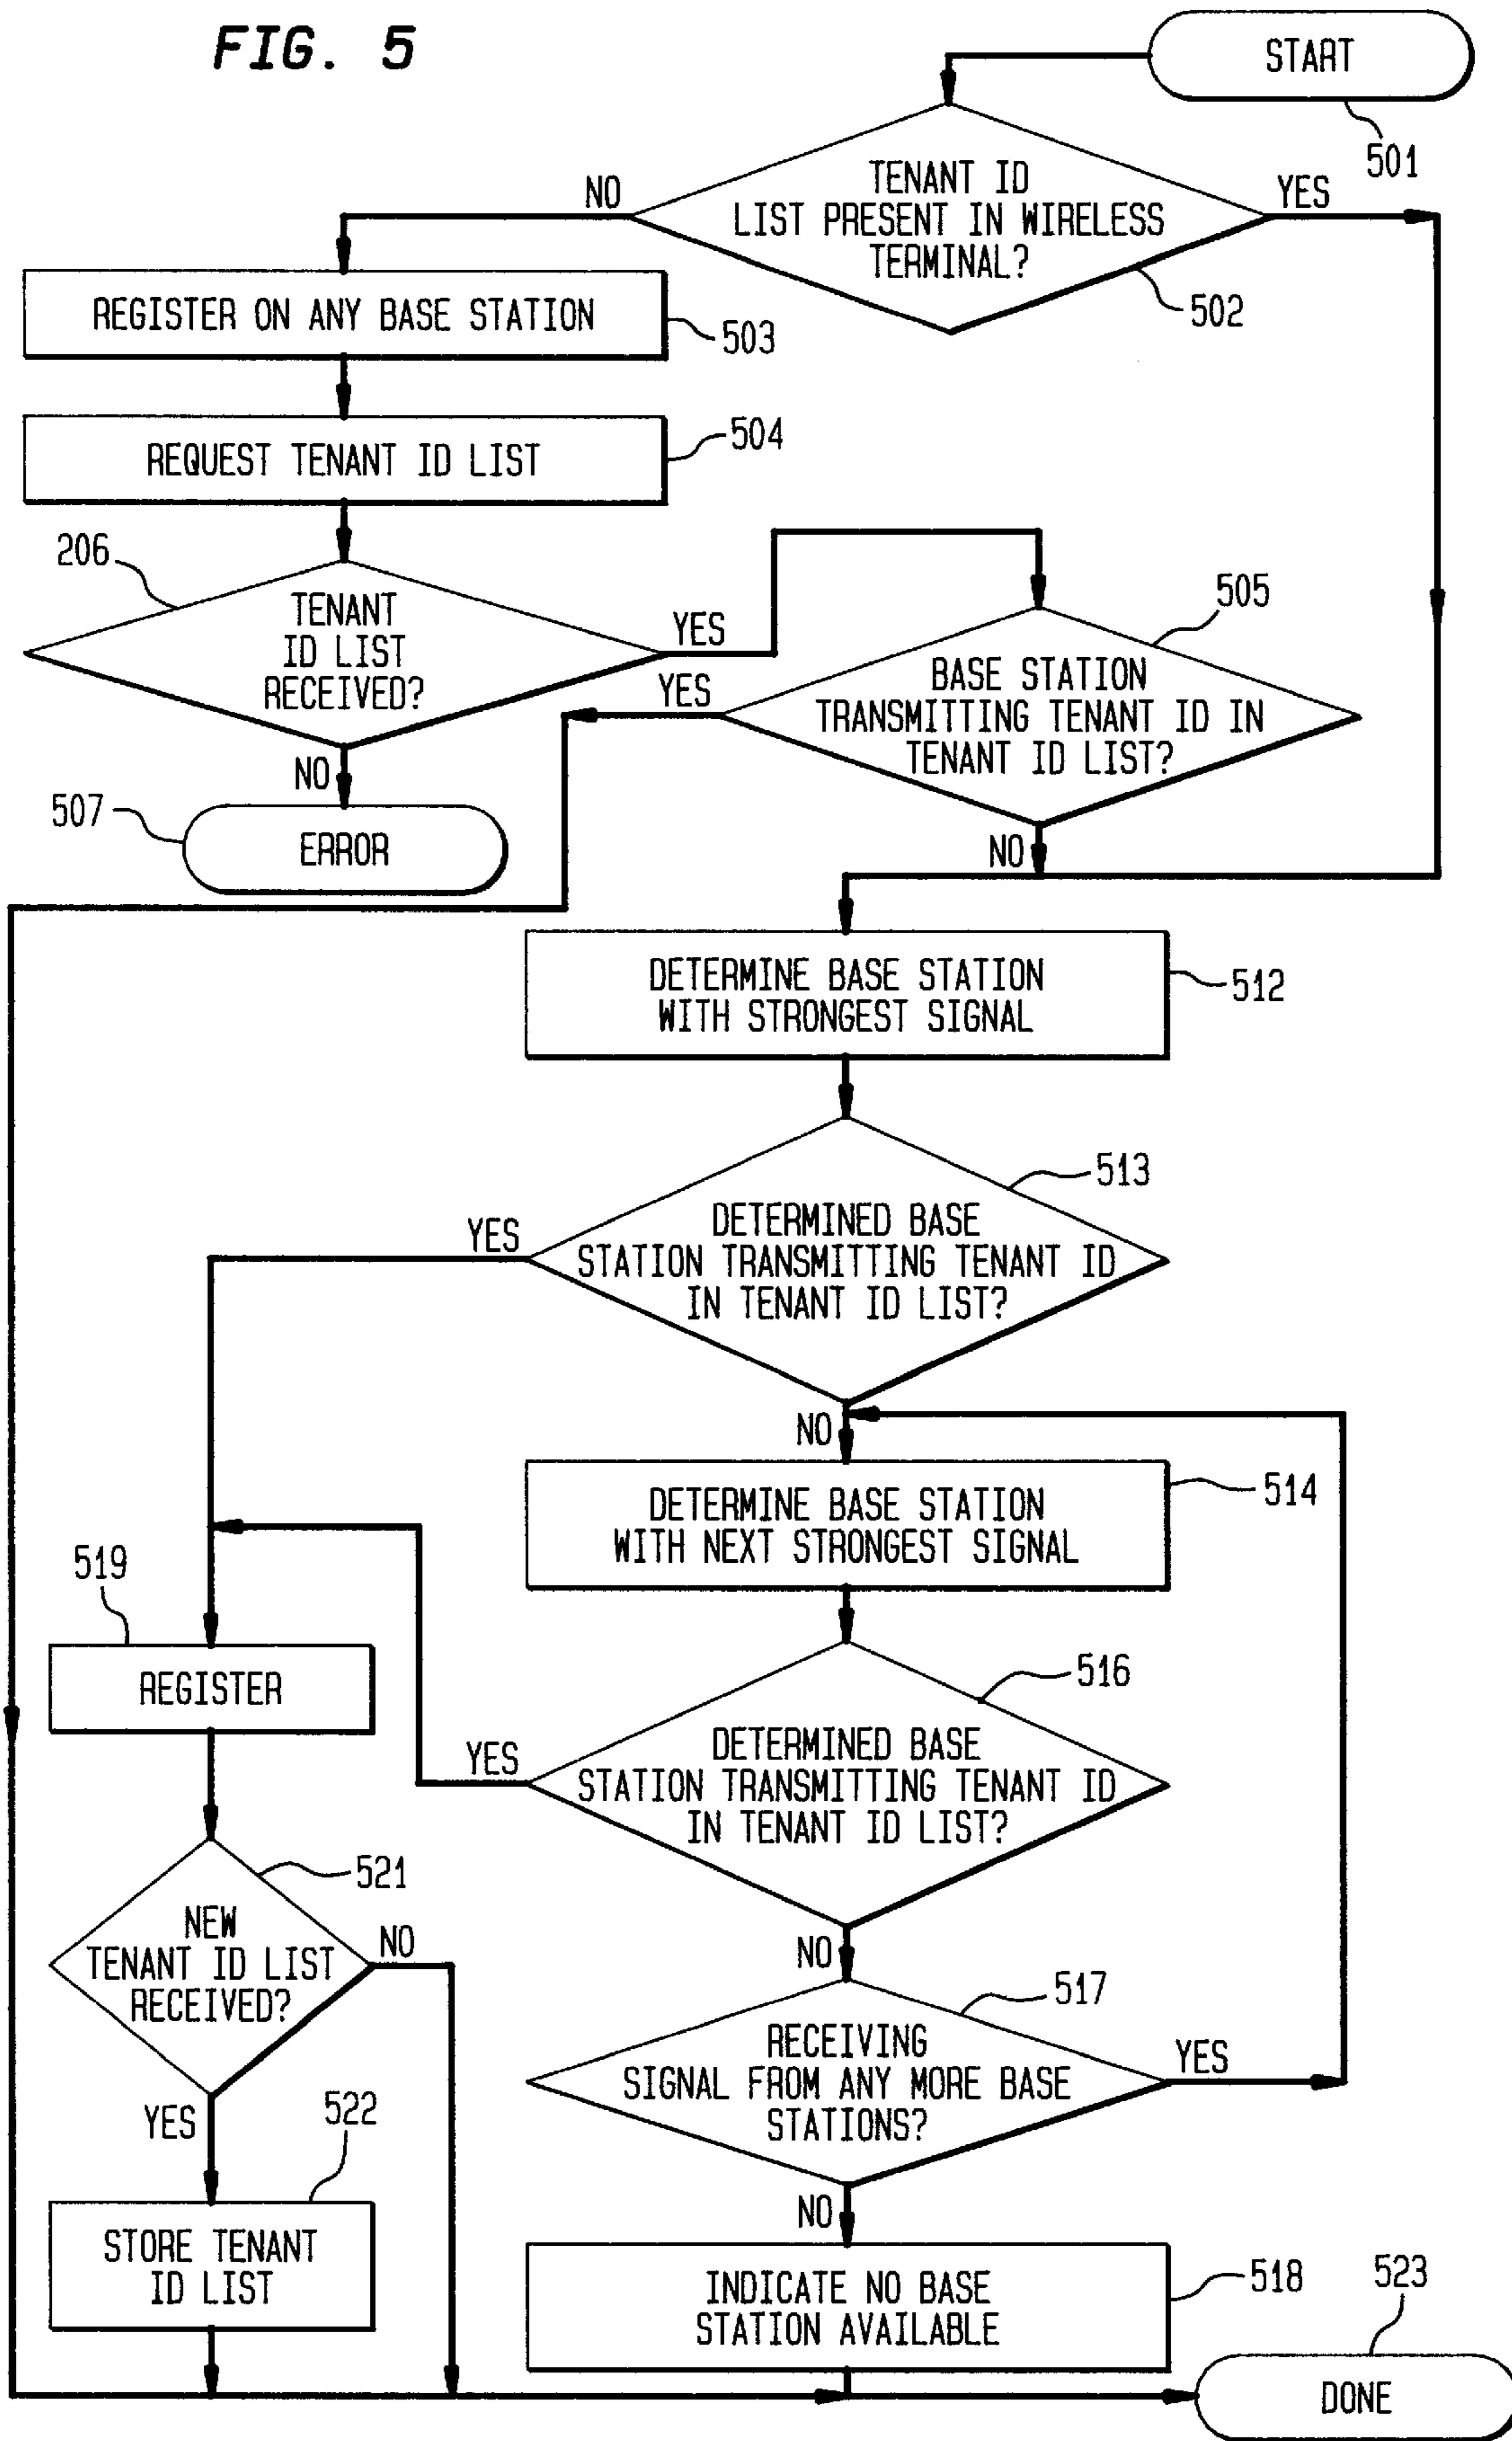 FIG. 5
START
501
TENANT ID
LIST PRESENT IN WIRELESS
TERMINAL?
NO
YES
502
REGISTER ON ANY BASE STATION
503
REQUEST TENANT ID LIST
504
206
TENANT
ID LIST
RECEIVED?
YES
NO
507
ERROR
505
BASE STATION
TRANSMITTING TENANT ID IN
TENANT ID LIST?
YES
NO
DETERMINE BASE STATION
WITH STRONGEST SIGNAL
512
513
DETERMINED BASE
STATION TRANSMITTING TENANT ID
IN TENANT ID LIST?
YES
NO
DETERMINE BASE STATION
WITH NEXT STRONGEST SIGNAL
514
519
REGISTER
516
DETERMINED BASE
STATION TRANSMITTING TENANT ID
IN TENANT ID LIST?
YES
NO
521
NEW
TENANT ID LIST
RECEIVED?
NO
YES
517
RECEIVING
SIGNAL FROM ANY MORE BASE
STATIONS?
YES
NO
522
STORE TENANT
ID LIST
INDICATE NO BASE
STATION AVAILABLE
518
523
DONE